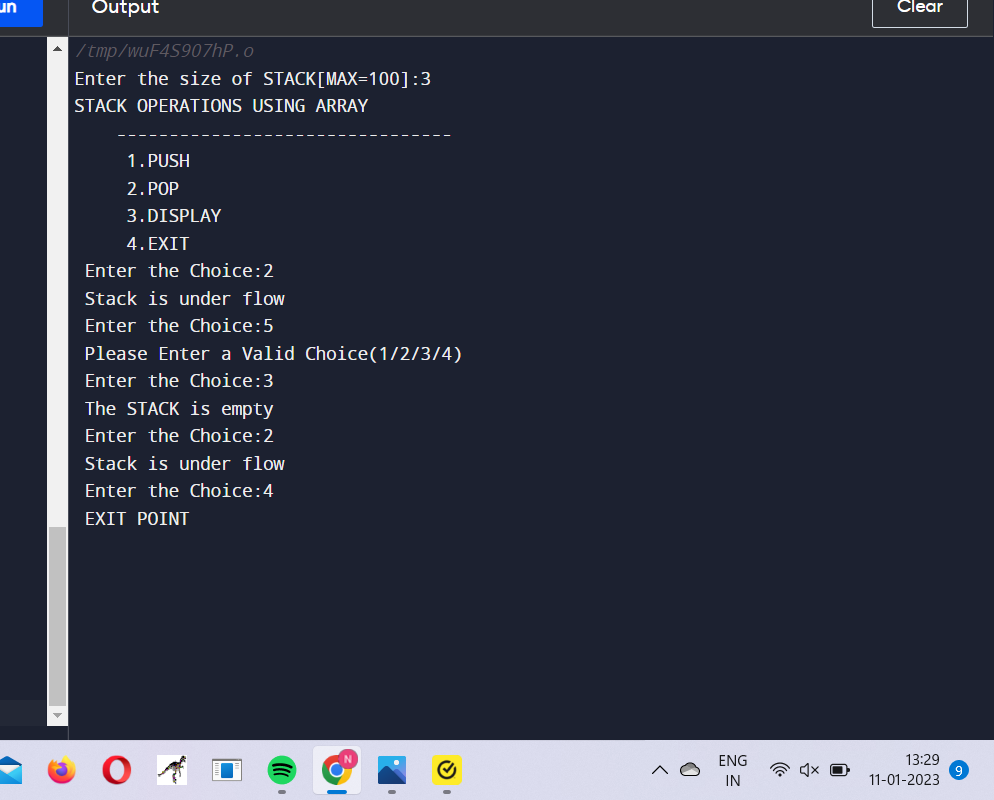 un
Output
Clear
/tmp/wuF4S9O7hP.o
Enter the size of STACK[MAX=100]:3
STACK OPERATIONS USING ARRAY
--------------------------------
1.PUSH
2.POP
3.DISPLAY
4.EXIT
Enter the Choice:2
Stack is under flow
Enter the Choice:5
Please Enter a Valid Choice(1/2/3/4)
Enter the Choice:3
The STACK is empty
Enter the Choice:2
Stack is under flow
Enter the Choice:4
EXIT POINT
N
ENG
IN
13:29
11-01-2023
9